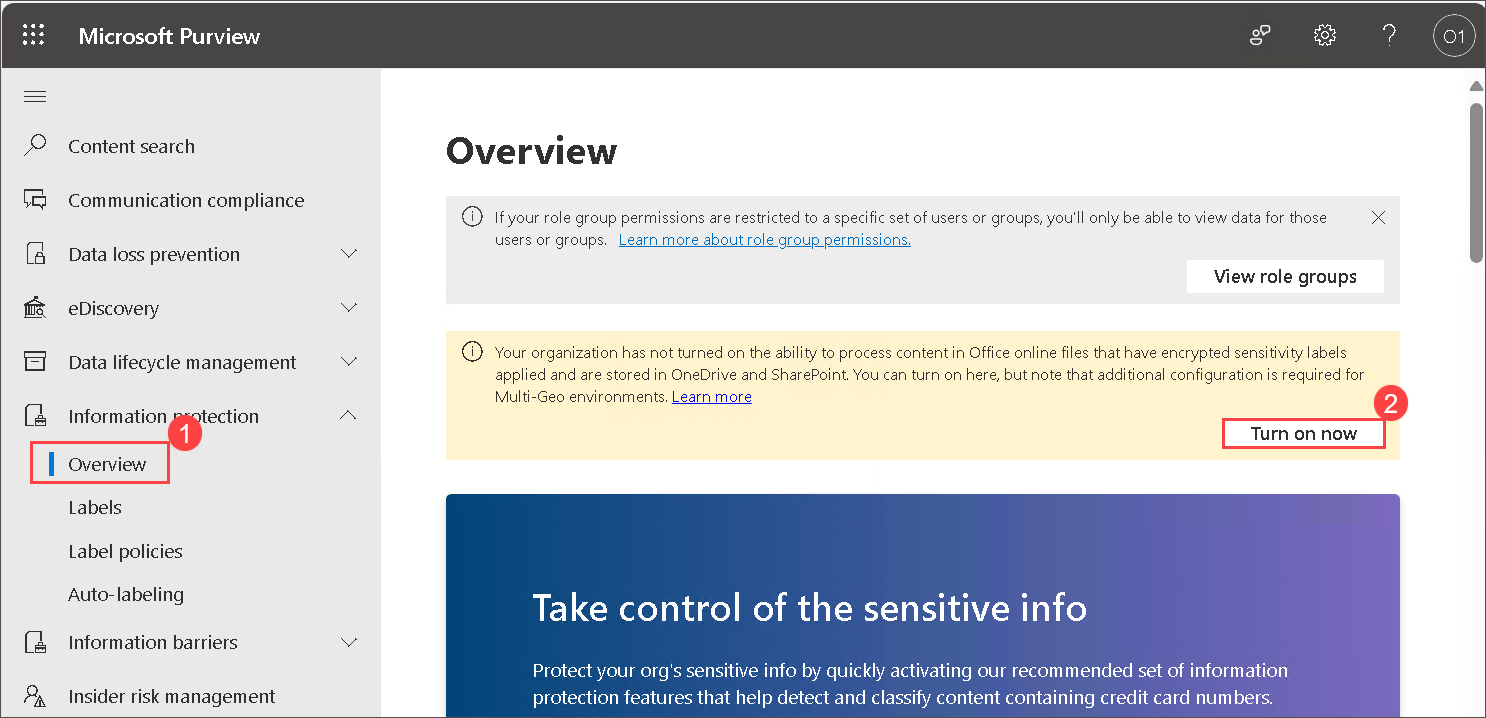 Microsoft Purview
O1
Content search
Communication compliance
Data loss prevention
eDiscovery
Data lifecycle management
Information protection
1
Overview
Labels
Label policies
Auto-labeling
Information barriers
Insider risk management
Overview
If your role group permissions are restricted to a specific set of users or groups, you'll only be able to view data for those
users or groups. Learn more about role group permissions.
View role groups
Your organization has not turned on the ability to process content in Office online files that have encrypted sensitivity labels
applied and are stored in OneDrive and SharePoint. You can turn on here, but note that additional configuration is required for
Multi-Geo environments. Learn more
2
Turn on now
Take control of the sensitive info
Protect your org's sensitive info by quickly activating our recommended set of information
protection features that help detect and classify content containing credit card numbers.